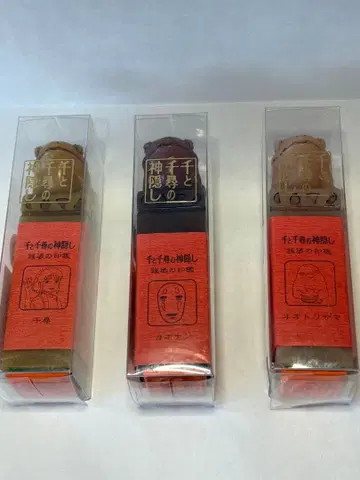 千と
千尋の
神隠し
千と千尋の神隠し
銭婆の印鑑
千尋
千と
千尋の
神隠し
千と千尋の神隠し
銭婆の印鑑
カオナシ
千と千尋の神隠し
銭婆の印鑑
オオトリさま